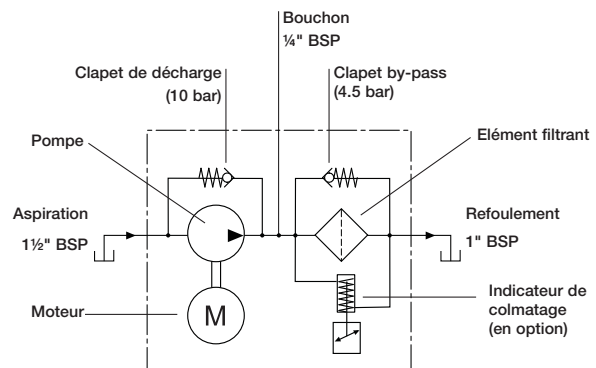 Bouchon
¼" BSP
Clapet de décharge
(10 bar)
Clapet by-pass
(4.5 bar)
Pompe
Elément filtrant
Aspiration
1½" BSP
Refoulement
1" BSP
Moteur
M
Indicateur de
colmatage
(en option)